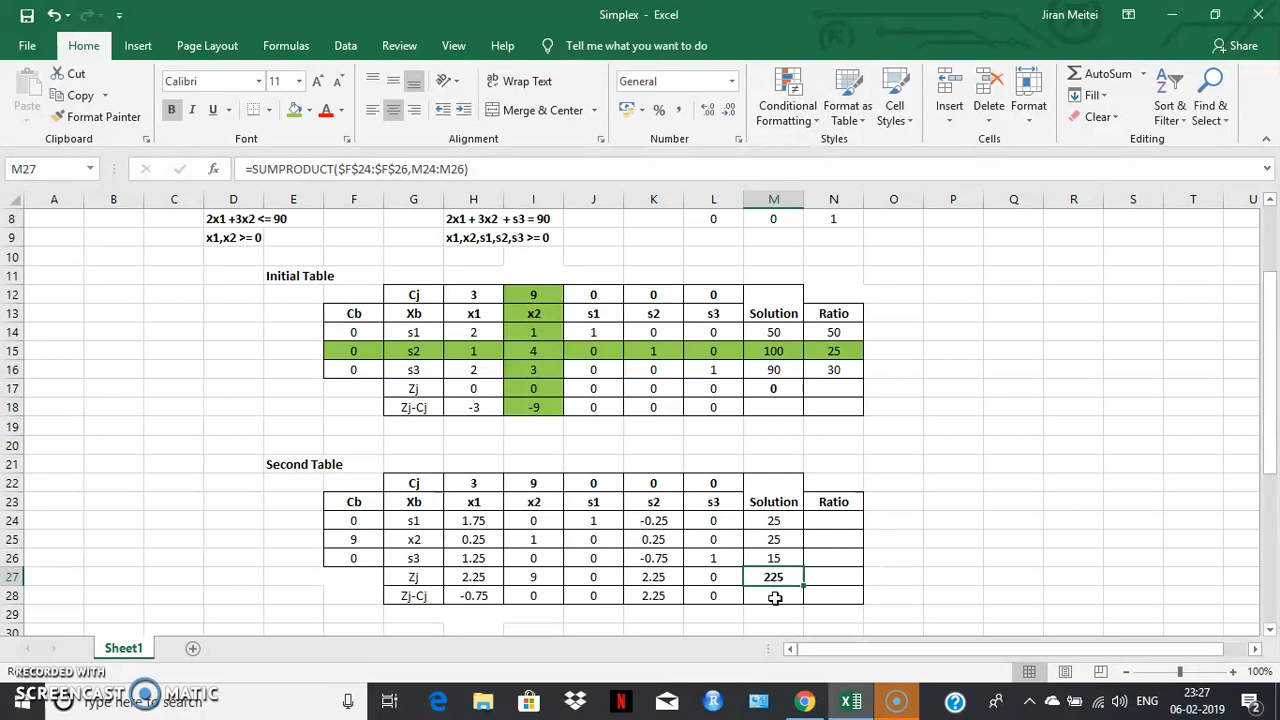 Simplex - Excel
Jiran Meitei
File Home Insert Page Layout Formulas Data Review View Help Tell me what you want to do Share
Paste
Cut
Copy
Format Painter
Clipboard
Calibri 11
B I U
Font
Wrap Text
Merge & Center
Alignment
General
Number
Conditional Formatting
Format as Table
Cell Styles
Styles
Insert Delete Format
Cells
AutoSum
Fill
Clear
Sort & Filter
Find & Select
Editing
M27 fx =SUMPRODUCT($F$24:$F$26,M24:M26)
A B C D E F G H I J K L M N O P Q R S T U
8 2x1 +3x2 <= 90 2x1 + 3x2 + s3 = 90 0 0 1
9 x1,x2 >= 0 x1,x2,s1,s2,s3 >= 0
10
11 Initial Table
12 Cj 3 9 0 0 0
13 Cb Xb x1 x2 s1 s2 s3 Solution Ratio
14 0 s1 2 1 1 0 0 50 50
15 0 s2 1 4 0 1 0 100 25
16 0 s3 2 3 0 0 1 90 30
17 Zj 0 0 0 0 0 0
18 Zj-Cj -3 -9 0 0 0
19
20
21 Second Table
22 Cj 3 9 0 0 0
23 Cb Xb x1 x2 s1 s2 s3 Solution Ratio
24 0 s1 1.75 0 1 -0.25 0 25
25 9 x2 0.25 1 0 0.25 0 25
26 0 s3 1.25 0 0 -0.75 1 15
27 Zj 2.25 9 0 2.25 0 225
28 Zj-Cj -0.75 0 0 2.25 0
29
30
Sheet1
100%
RECORDED WITH
SCREENCAST MATIC
here to search
ENG
23:27
06-02-2019
2